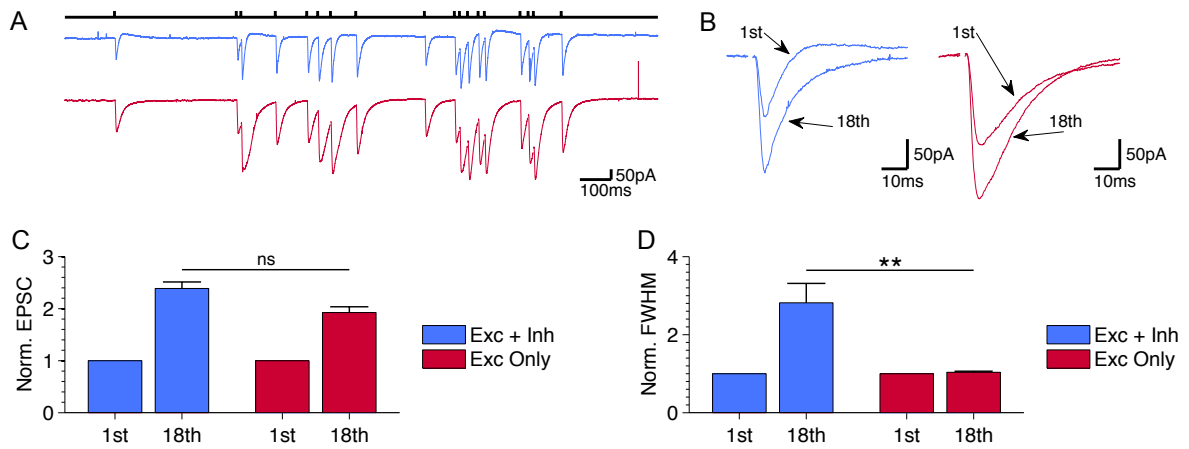 A
50pA
100ms
B
1st
18th
50pA
10ms
1st
18th
50pA
10ms
C
Norm. EPSC
3
2
1
0
ns
1st
18th
1st
18th
Exc + Inh
Exc Only
D
Norm. FWHM
4
2
0
**
1st
18th
1st
18th
Exc + Inh
Exc Only